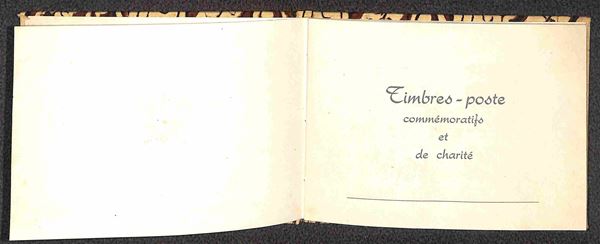 Timbres-poste
commémoratifs
et
de charité